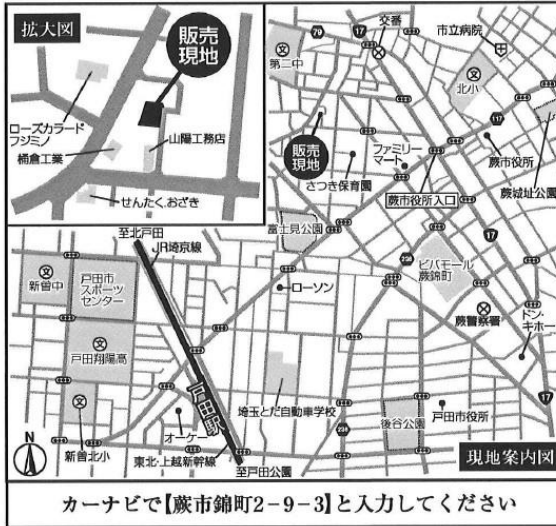 拡大図
販売
現地
ローズカラード
フジミノ
桶倉工業
山陽工務店
せんたく,おざき
79
17
交番
市立病院
第二中
北小
117
販売
現地
ファミリー
マート
さつき保育園
蕨市役所
蕨市役所入口
蕨城址公園
至北戸田
JR埼京線
富士見公園
236
ビバモール
蕨錦町
17
新曽中
戸田市
スポーツ
センター
ローソン
蕨警察署
ドン・
キホーテ
戸田翔陽高
戸田駅
埼玉とだ自動車学校
236
後谷公園
戸田市役所
17
新曽北小
オーケー
東北・上越新幹線
至戸田公園
N
現地案内図
カーナビで【蕨市錦町2-9-3】と入力してください